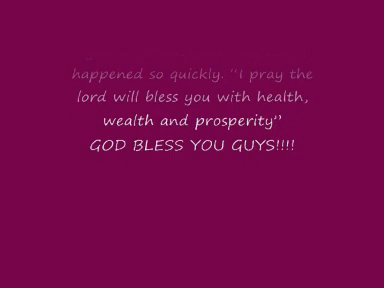 happened so quickly. "I pray the
lord will bless you with health,
wealth and prosperity"
GOD BLESS YOU GUYS!!!!